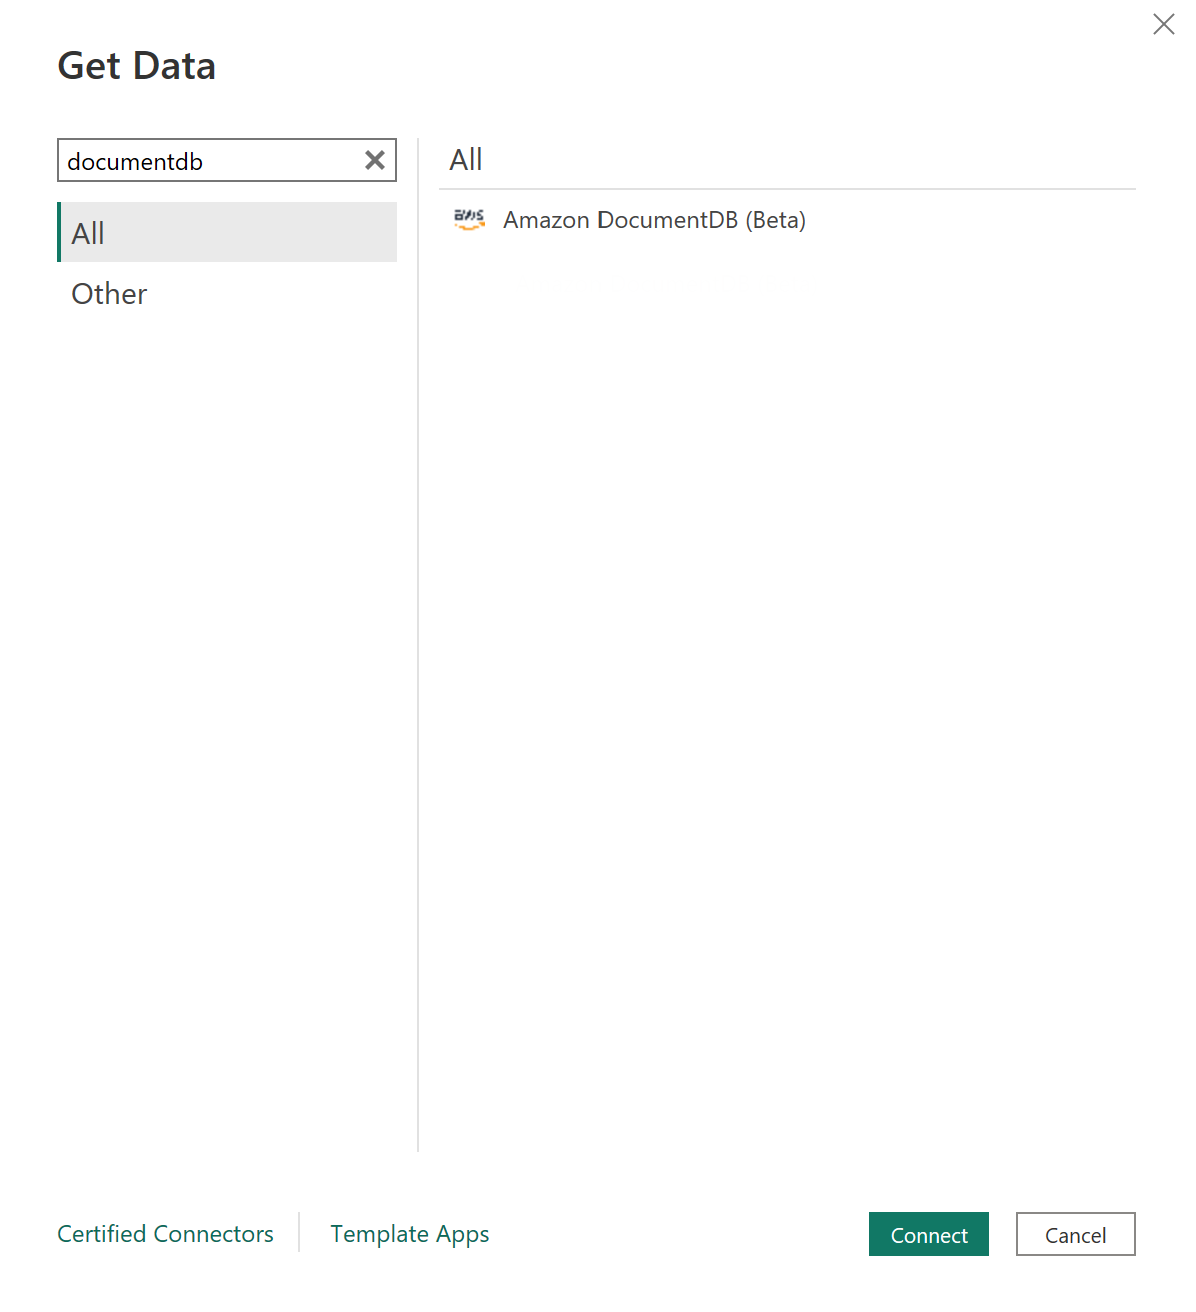 Get Data
documentdb
All
Other
All
aws
Amazon DocumentDB (Beta)
Certified Connectors
Template Apps
Connect
Cancel